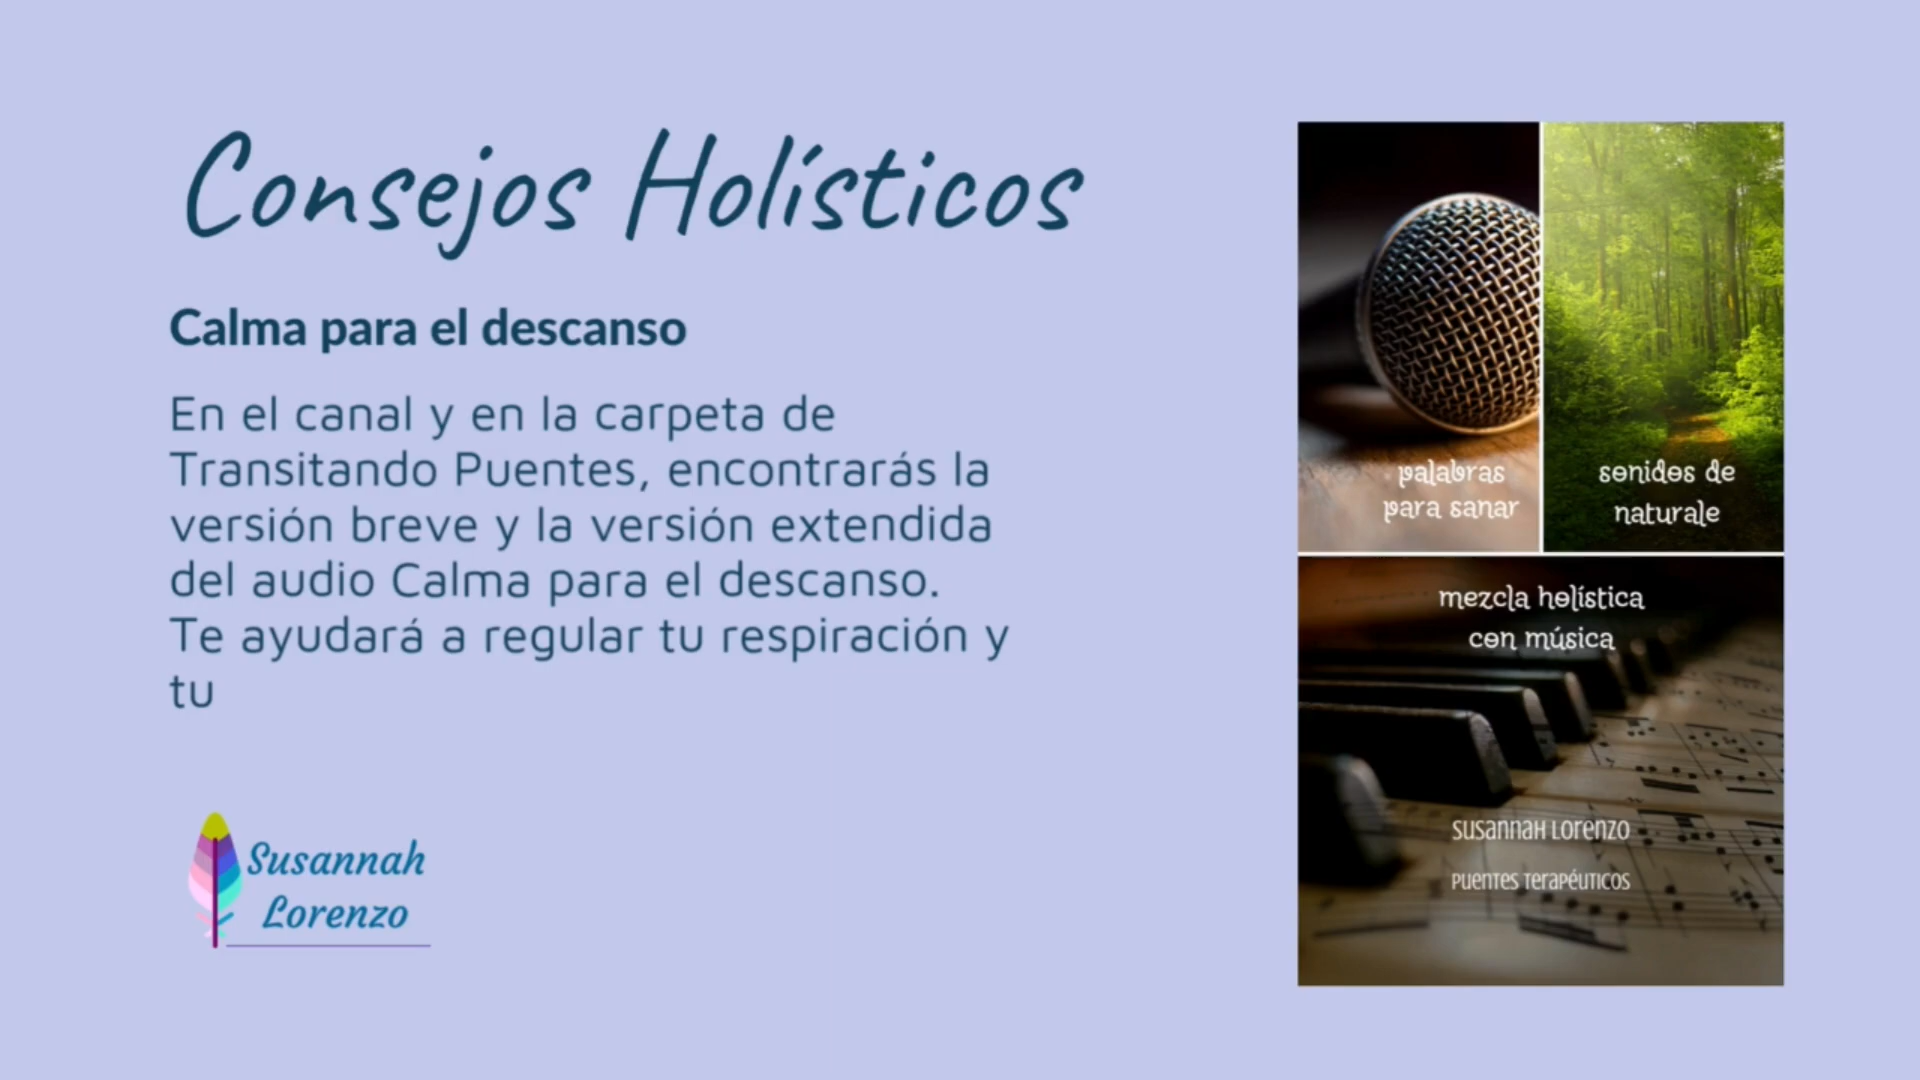 Consejos Holísticos
Calma para el descanso
En el canal y en la carpeta de
Transitando Puentes, encontrarás la
versión breve y la versión extendida
del audio Calma para el descanso.
Te ayudará a regular tu respiración y
tu
Susannah
Lorenzo
palabras
para sanar
sonidos de
naturale
mezcla holística
con música
Susannah Lorenzo
Puentes Terapéuticos